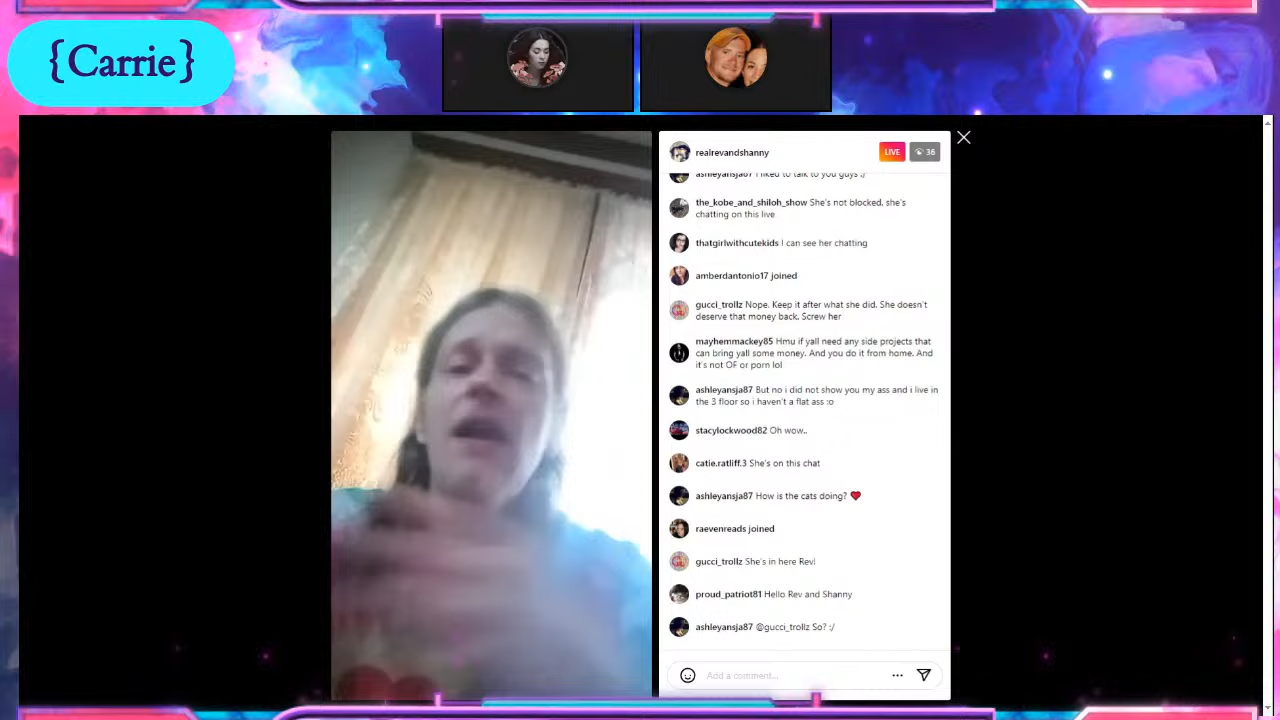 {Carrie}
realrevandshanny
LIVE
36
ashleyansja87 I liked to talk to you guys :/
the_kobe_and_shiloh_show She's not blocked, she's
chatting on this live
thatgirlwithcutekids I can see her chatting
amberdantonio17 joined
gucci_trollz Nope. Keep it after what she did. She doesn't
deserve that money back. Screw her
mayhemmackey85 Hmu if yall need any side projects that
can bring yall some money. And you do it from home. And
it's not OF or porn lol
ashleyansja87 But no i did not show you my ass and i live in
the 3 floor so i haven't a flat ass :o
stacylockwood82 Oh wow..
catie.ratliff.3 She's on this chat
ashleyansja87 How is the cats doing? ❤
raevenreads joined
gucci_trollz She's in here Rev!
proud_patriot81 Hello Rev and Shanny
ashleyansja87 @gucci_trollz So? :/
Add a comment...